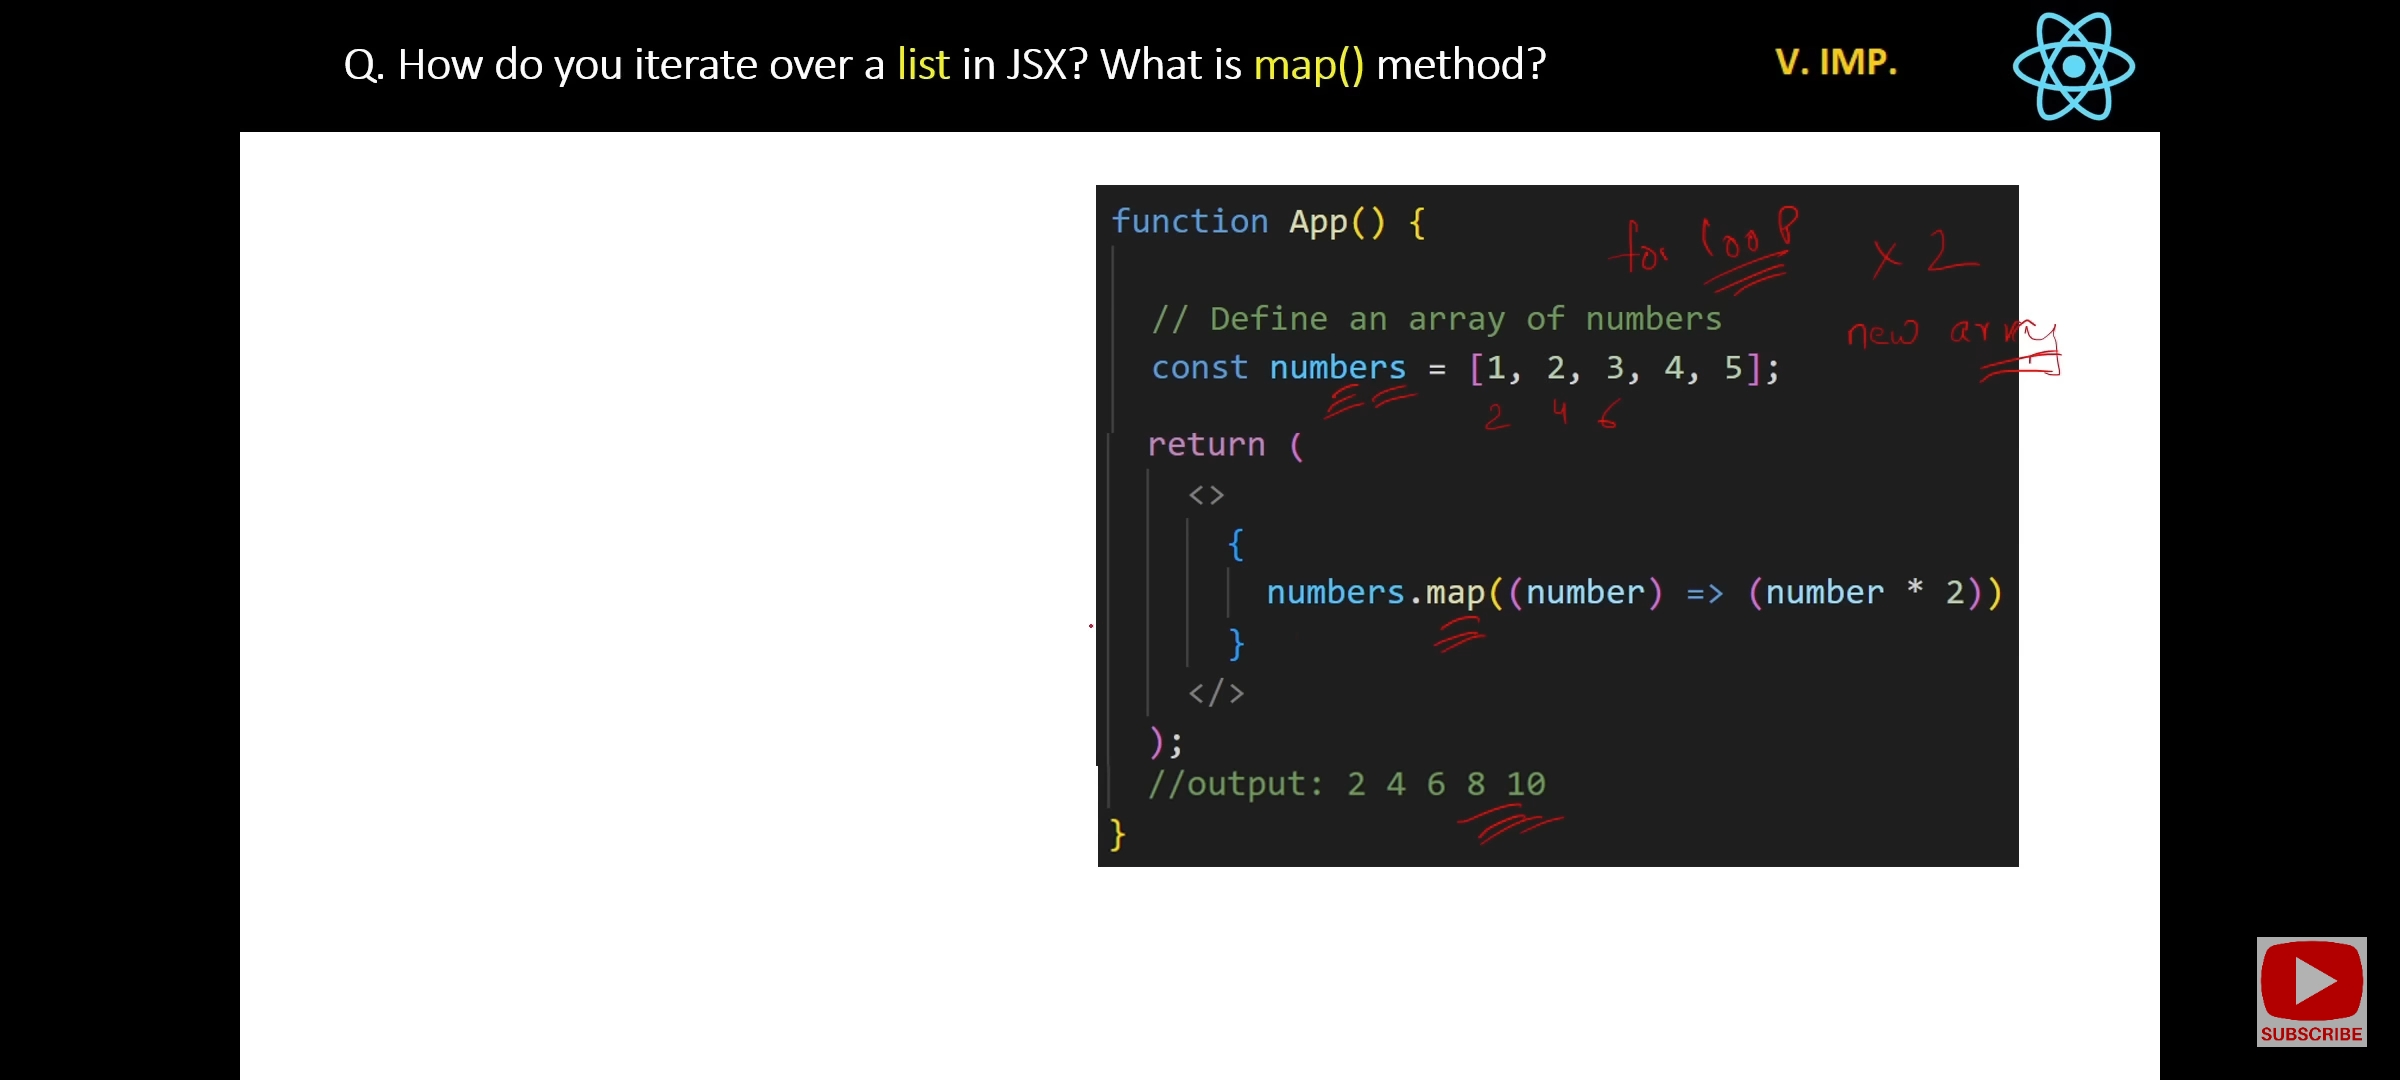 Q. How do you iterate over a list in JSX? What is map() method?
V. IMP.
function App() {
for loop
x 2
// Define an array of numbers
new array
const numbers = [1, 2, 3, 4, 5];
2 4 6
return (
<>
{
numbers.map((number) => (number * 2))
}
</>
);
//output: 2 4 6 8 10
}
SUBSCRIBE